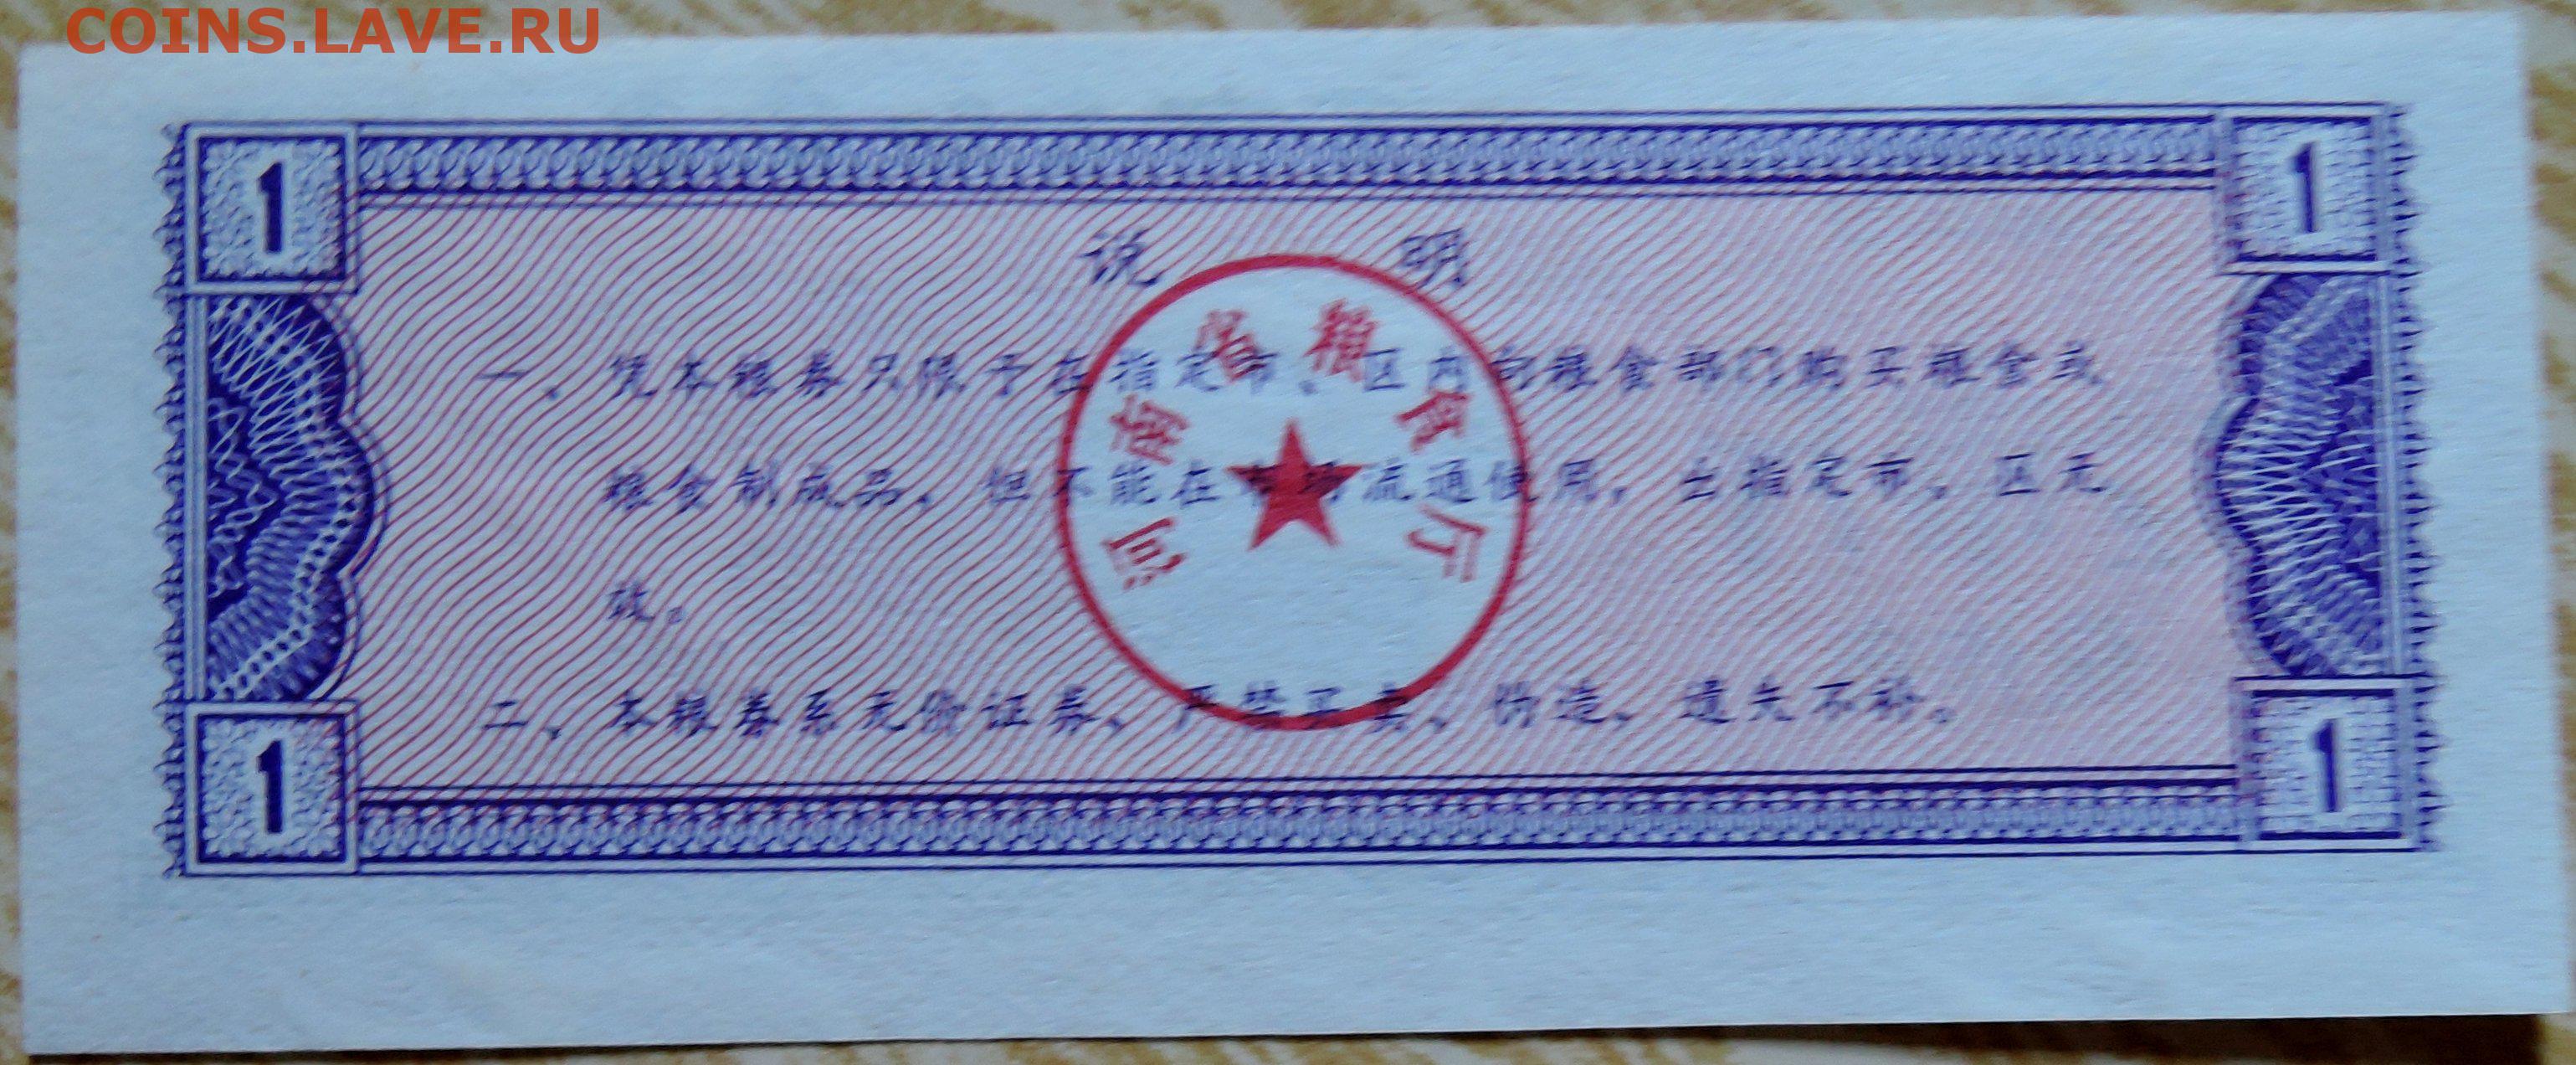 COINS.LAVE.RU
1 1
说 明
河南省粮食厅
一、凭本粮券只限于在指定市、区内向粮食部门购买粮食或
粮食制成品，但不能在市场流通使用，出指定市、区无
效。
二、本粮券系无价证券、严禁买卖、伪造、遗失不补。
1 1